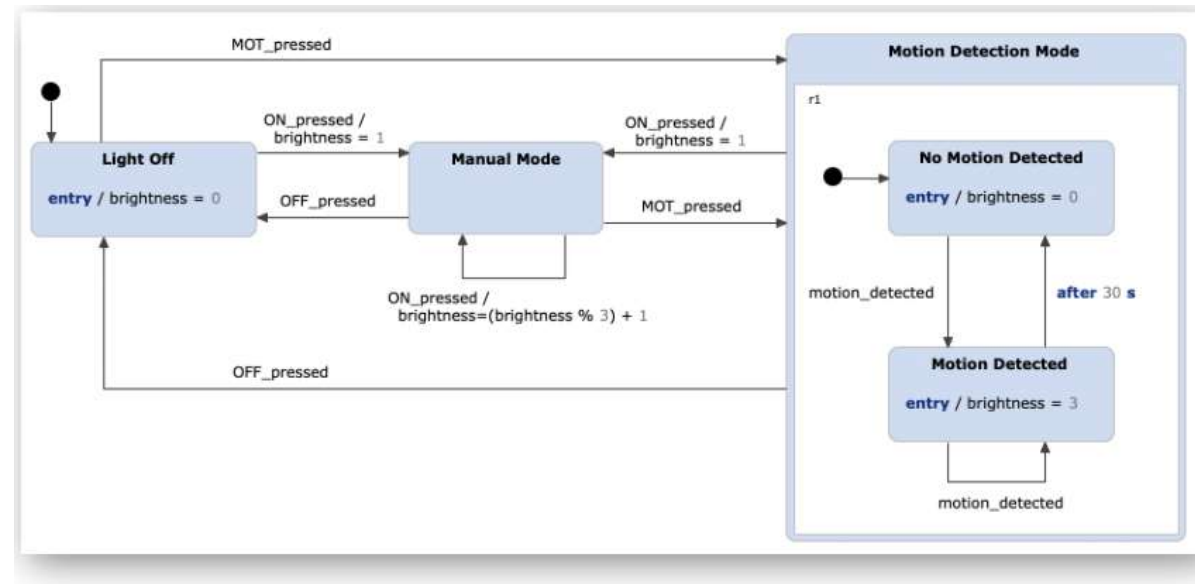 MOT_pressed
Motion Detection Mode
r1
ON_pressed /
brightness = 1
ON_pressed /
brightness = 1
Light Off
entry / brightness = 0
Manual Mode
No Motion Detected
entry / brightness = 0
OFF_pressed
MOT_pressed
ON_pressed /
brightness=(brightness % 3) + 1
motion_detected
after 30 s
OFF_pressed
Motion Detected
entry / brightness = 3
motion_detected